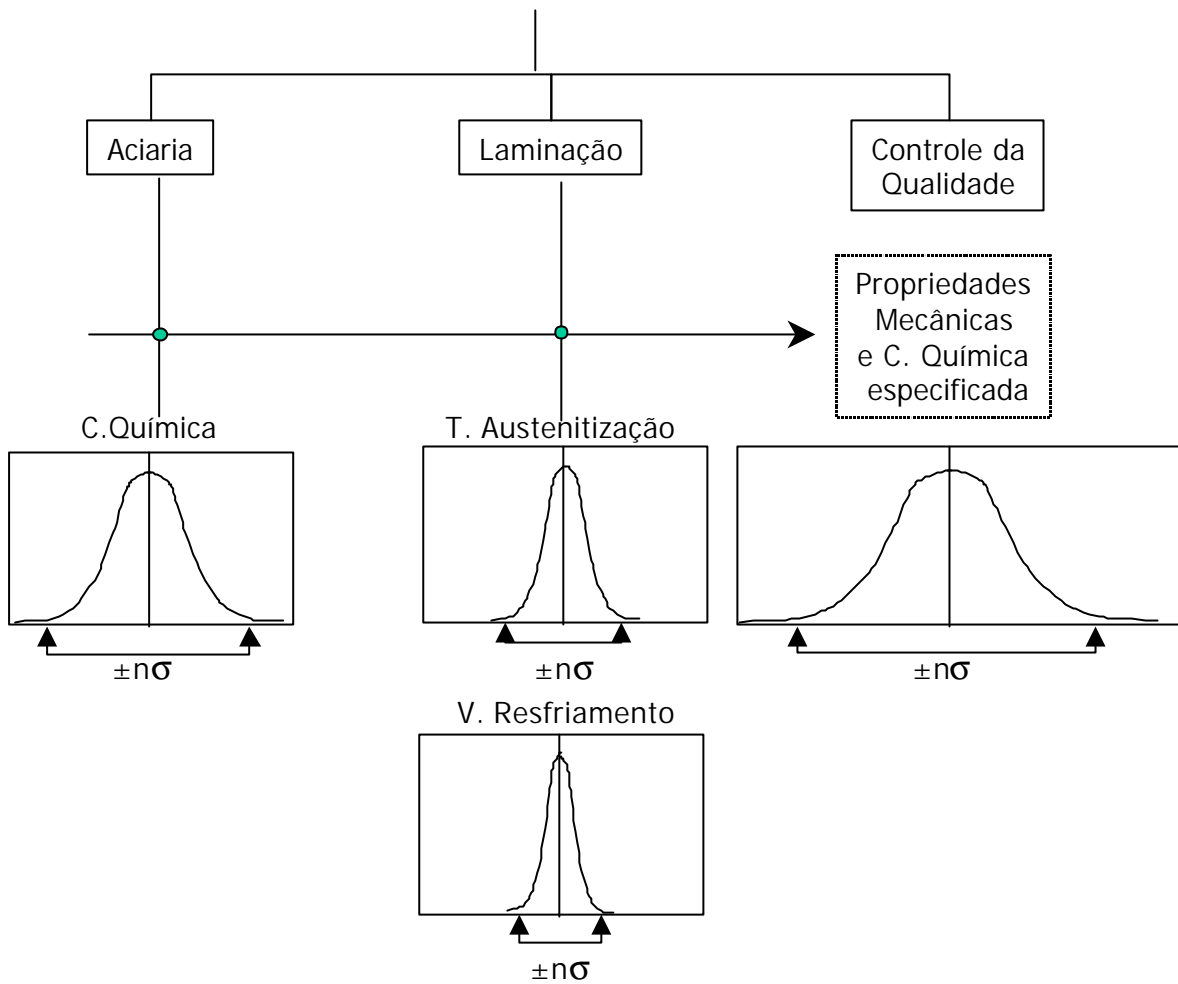 Aciaria
Laminação
Controle da
Qualidade
Propriedades
Mecânicas
e C. Química
especificada
C.Química
T. Austenitização
±nσ
±nσ
±nσ
V. Resfriamento
±nσ